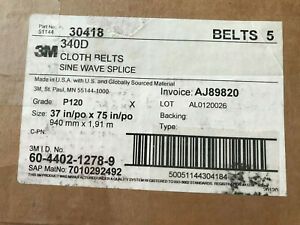 Part No. 30418 BELTS 5
51144
3M 340D
CLOTH BELTS
SINE WAVE SPLICE
Made in U.S.A. with U.S. and Globally Sourced Material
3M, St. Paul, MN 55144-1000
Invoice: AJ89820
Grade: P120 X LOT AL0120026
Size: 37 in/po x 75 in/po
940 mm x 1,91 m
Backing:
Type:
C-PN:
3M I.D. No.
60-4402-1278-9
SAP MatNo: 7010292492
50051144304184